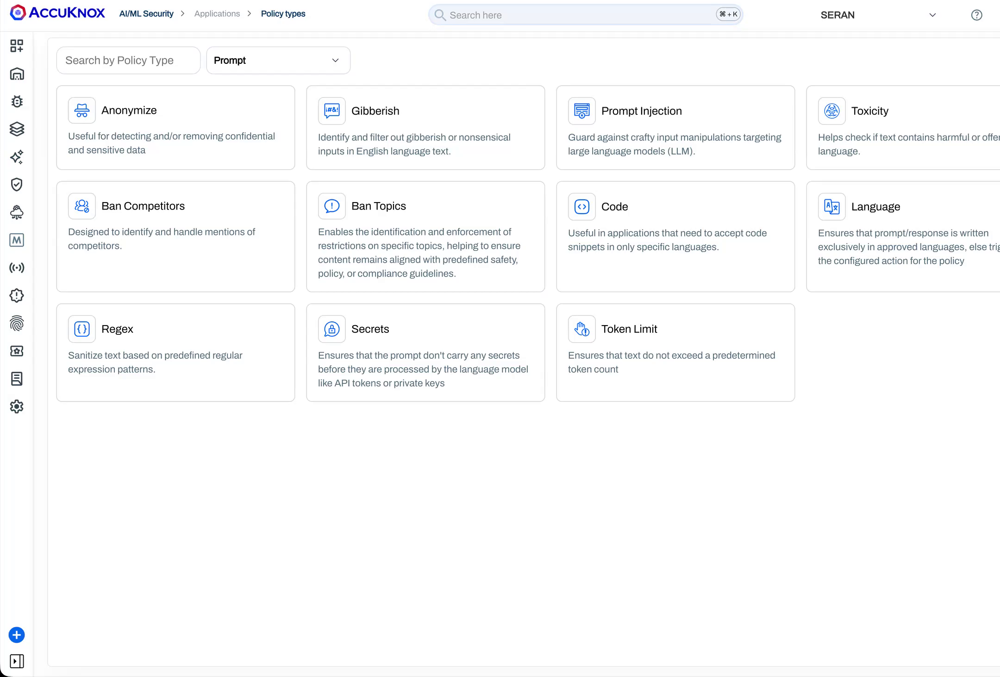 ACCUKNOX
AI/ML Security > Applications > Policy types
Search here
⌘ + K
SERAN
Search by Policy Type
Prompt
Anonymize
Useful for detecting and/or removing confidential
and sensitive data
Gibberish
Identify and filter out gibberish or nonsensical
inputs in English language text.
Prompt Injection
Guard against crafty input manipulations targeting
large language models (LLM).
Toxicity
Helps check if text contains harmful or offe
language.
Ban Competitors
Designed to identify and handle mentions of
competitors.
Ban Topics
Enables the identification and enforcement of
restrictions on specific topics, helping to ensure
content remains aligned with predefined safety,
policy, or compliance guidelines.
Code
Useful in applications that need to accept code
snippets in only specific languages.
Language
Ensures that prompt/response is written
exclusively in approved languages, else trig
the configured action for the policy
Regex
Sanitize text based on predefined regular
expression patterns.
Secrets
Ensures that the prompt don't carry any secrets
before they are processed by the language model
like API tokens or private keys
Token Limit
Ensures that text do not exceed a predetermined
token count